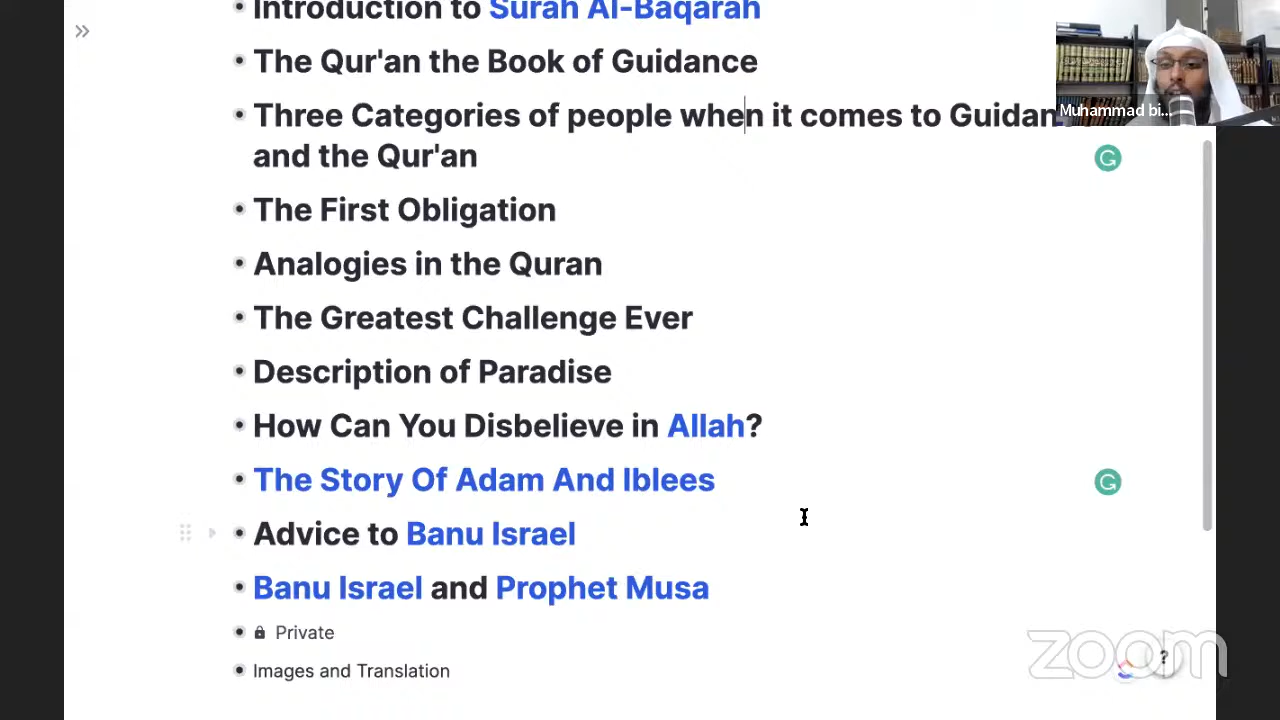 Introduction to Surah Al-Baqarah
The Qur'an the Book of Guidance
Three Categories of people when it comes to Guidan
and the Qur'an
The First Obligation
Analogies in the Quran
The Greatest Challenge Ever
Description of Paradise
How Can You Disbelieve in Allah?
The Story Of Adam And Iblees
Advice to Banu Israel
Banu Israel and Prophet Musa
Private
Images and Translation
Muhammad bi...
zoom
?